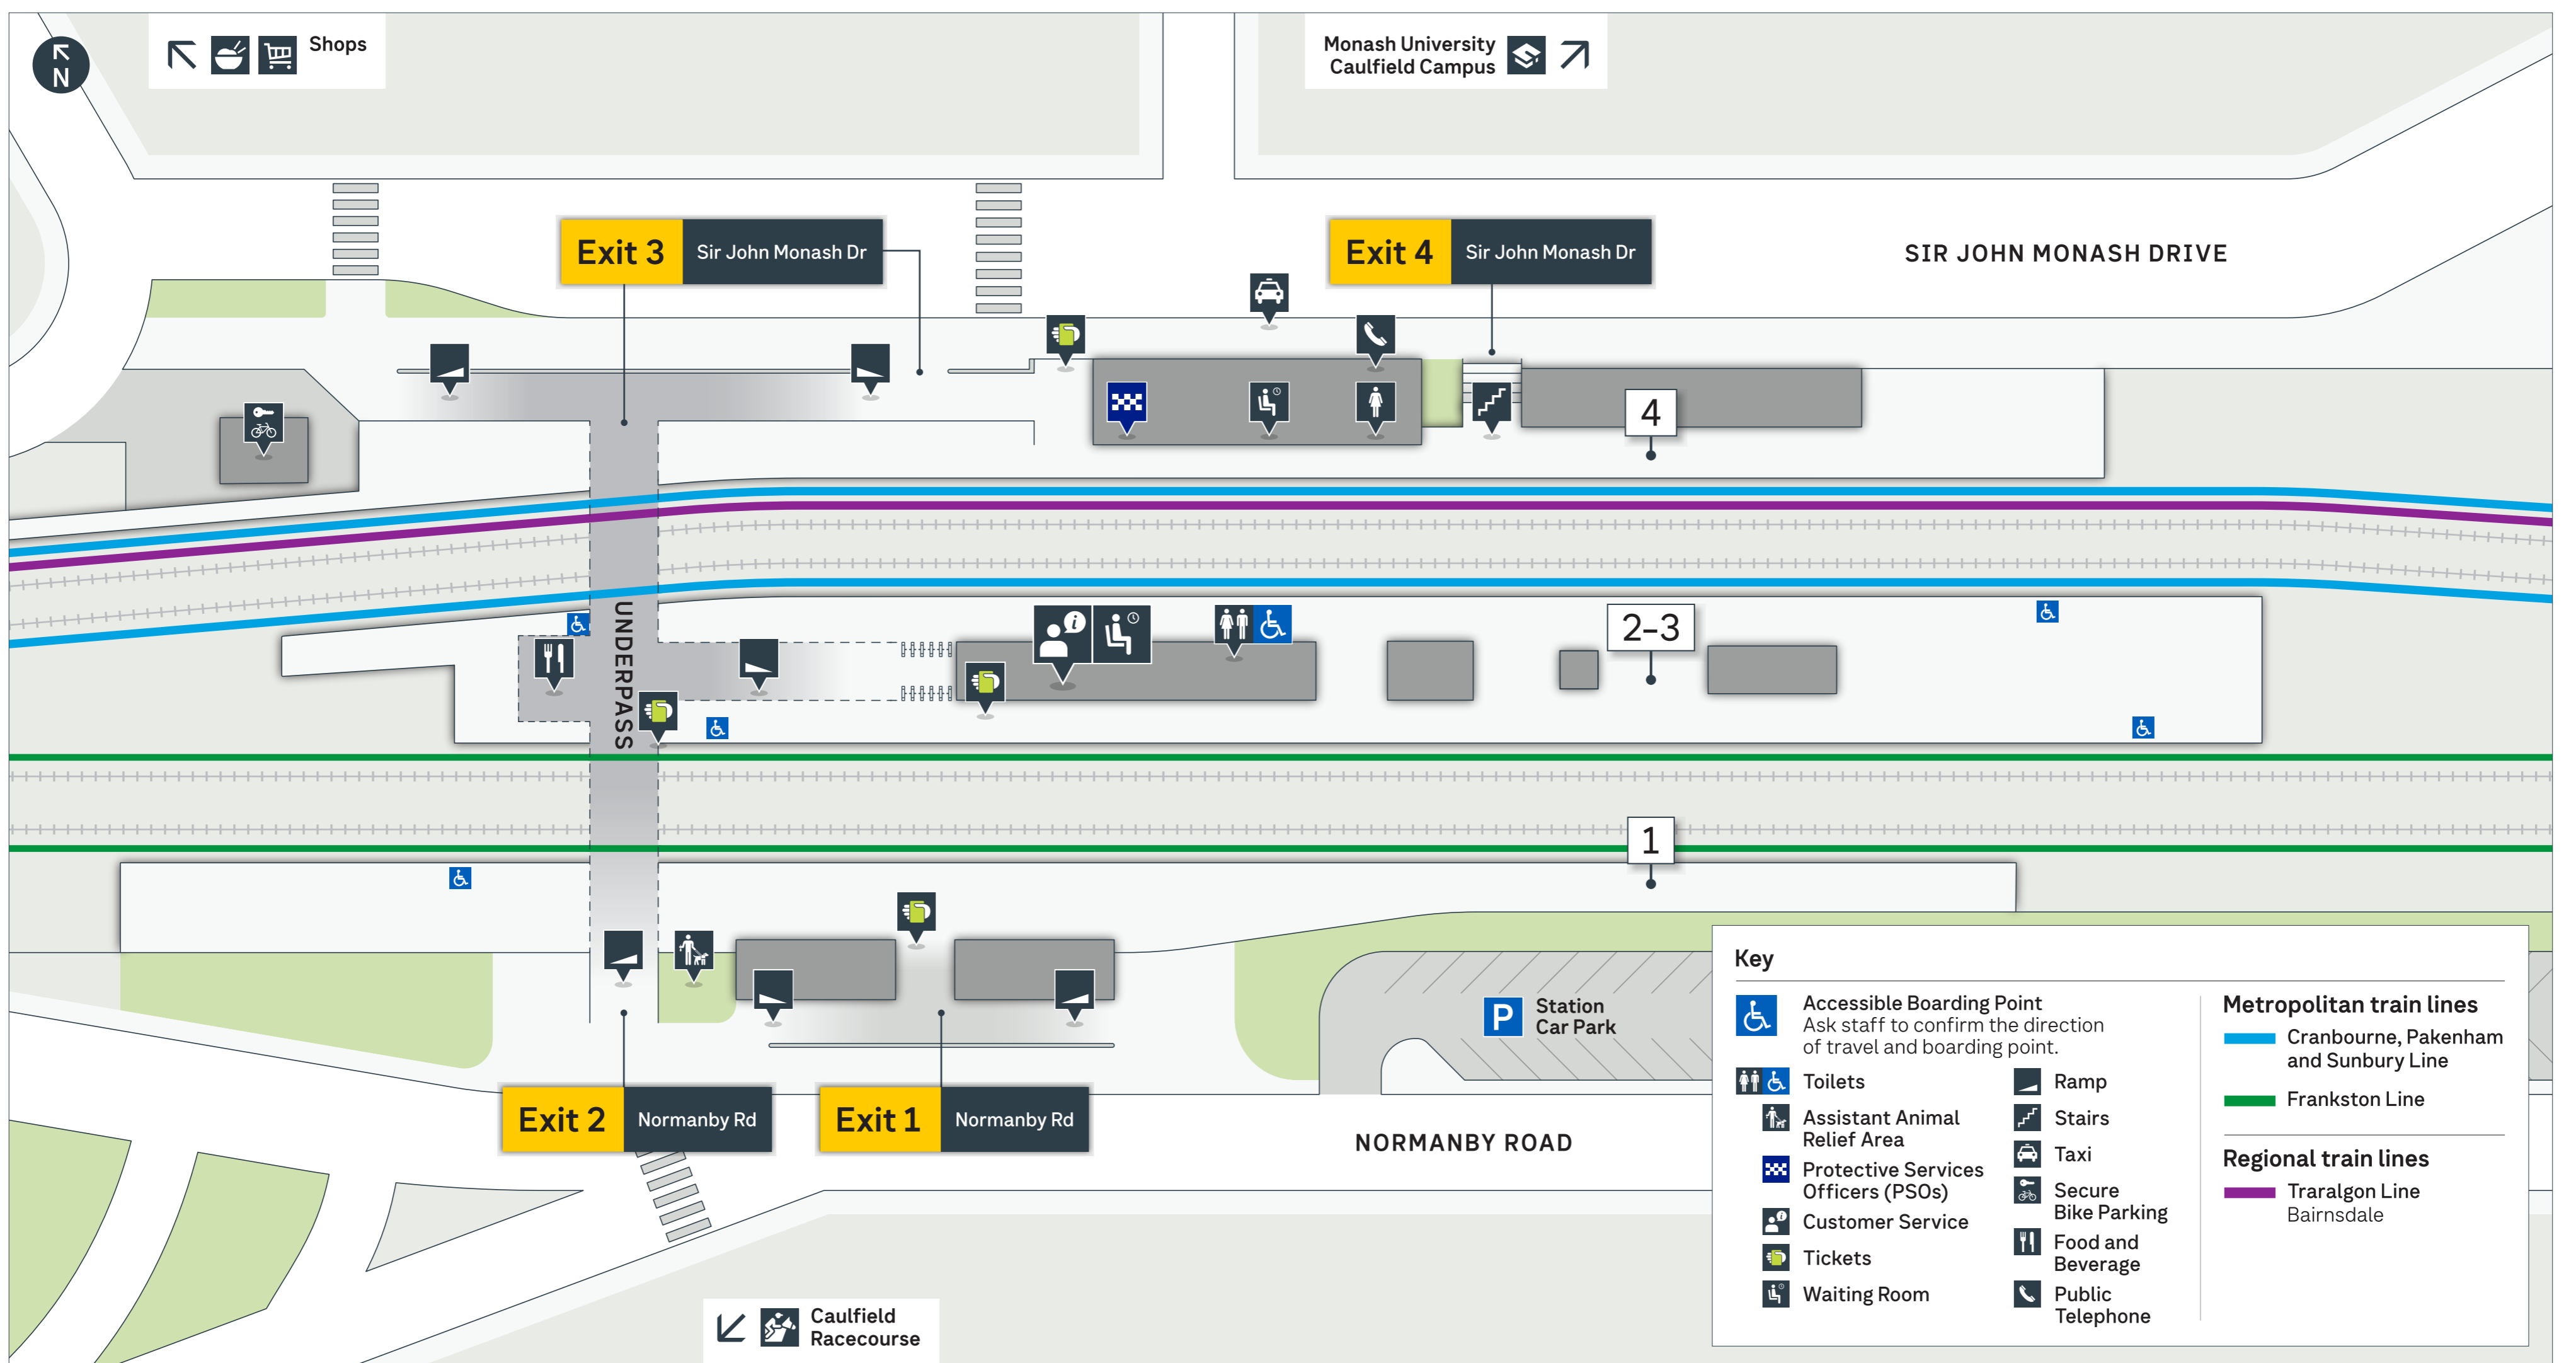 N
Shops
Monash University
Caulfield Campus
Exit 3
Sir John Monash Dr
Exit 4
Sir John Monash Dr
SIR JOHN MONASH DRIVE
4
2-3
UNDERPASS
1
P
Station
Car Park
Exit 2
Normanby Rd
Exit 1
Normanby Rd
NORMANBY ROAD
Caulfield
Racecourse
Key
Accessible Boarding Point
Ask staff to confirm the direction
of travel and boarding point.
Toilets
Assistant Animal
Relief Area
Protective Services
Officers (PSOs)
Customer Service
Tickets
Waiting Room
Ramp
Stairs
Taxi
Secure
Bike Parking
Food and
Beverage
Public
Telephone
Metropolitan train lines
Cranbourne, Pakenham
and Sunbury Line
Frankston Line
Regional train lines
Traralgon Line
Bairnsdale